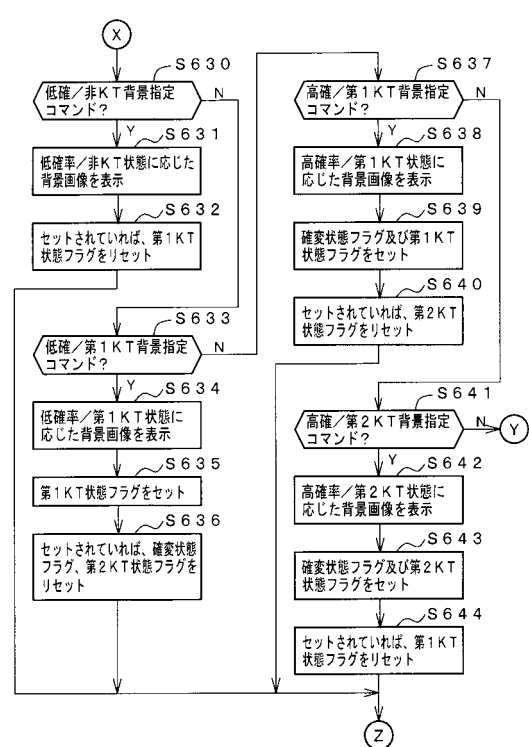 X
S630
低確/非KT背景指定
コマンド?
N
Y
S631
低確率/非KT状態に応じた
背景画像を表示
S632
セットされていれば、第1KT
状態フラグをリセット
S633
低確/第1KT背景指定
コマンド?
N
Y
S634
低確率/第1KT状態に
応じた背景画像を表示
S635
第1KT状態フラグをセット
S636
セットされていれば、確変状態
フラグ、第2KT状態フラグを
リセット
S637
高確/第1KT背景指定
コマンド?
N
Y
S638
高確率/第1KT状態に
応じた背景画像を表示
S639
確変状態フラグ及び第1KT
状態フラグをセット
S640
セットされていれば、第2KT
状態フラグをリセット
S641
高確/第2KT背景指定
コマンド?
N
Y
Y
S642
高確率/第2KT状態に
応じた背景画像を表示
S643
確変状態フラグ及び第2KT
状態フラグをセット
S644
セットされていれば、第1KT
状態フラグをリセット
Z